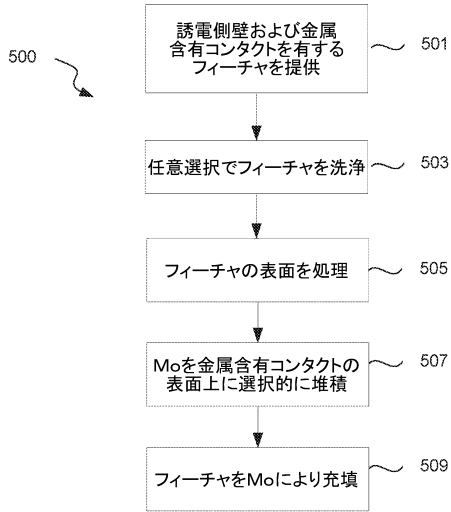 500
誘電側壁および金属
含有コンタクトを有する
フィーチャを提供
501
任意選択でフィーチャを洗浄
503
フィーチャの表面を処理
505
Moを金属含有コンタクトの
表面上に選択的に堆積
507
フィーチャをMoにより充填
509